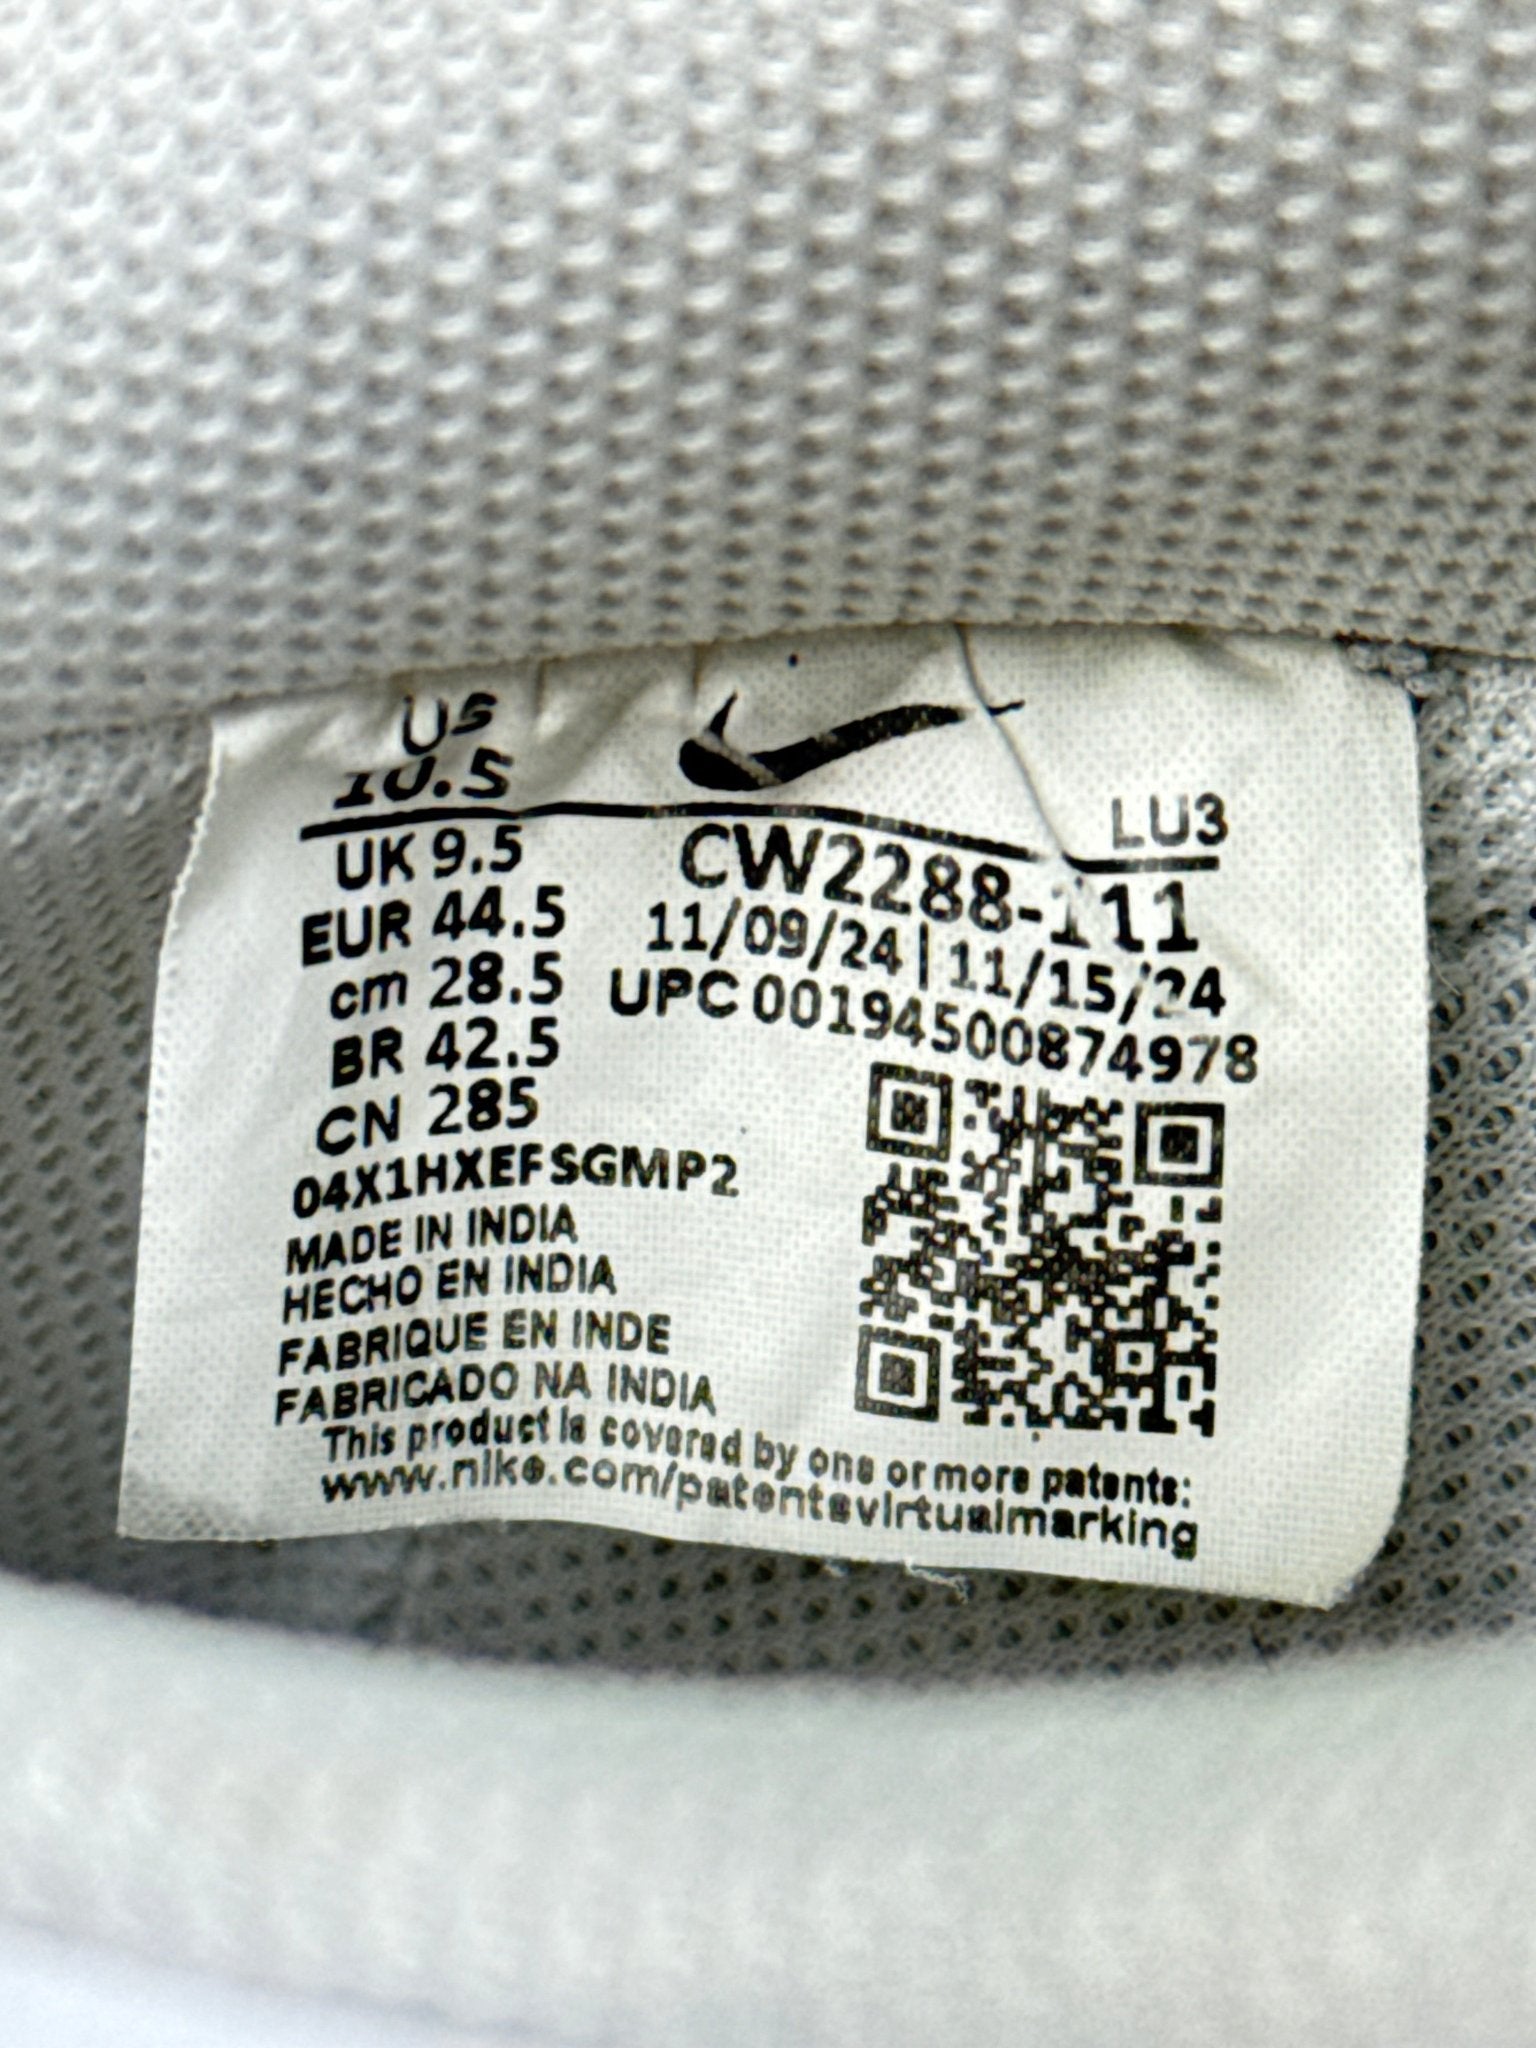 US
10.5
LU3
UK 9.5
EUR 44.5
cm 28.5
BR 42.5
CN 285
CW2288-111
11/09/24 | 11/15/24
UPC 00194500874978
04X1HXEFSGMP2
MADE IN INDIA
HECHO EN INDIA
FABRIQUE EN INDE
FABRICADO NA INDIA
This product is covered by one or more patents:
www.nike.com/patentsvirtualmarking